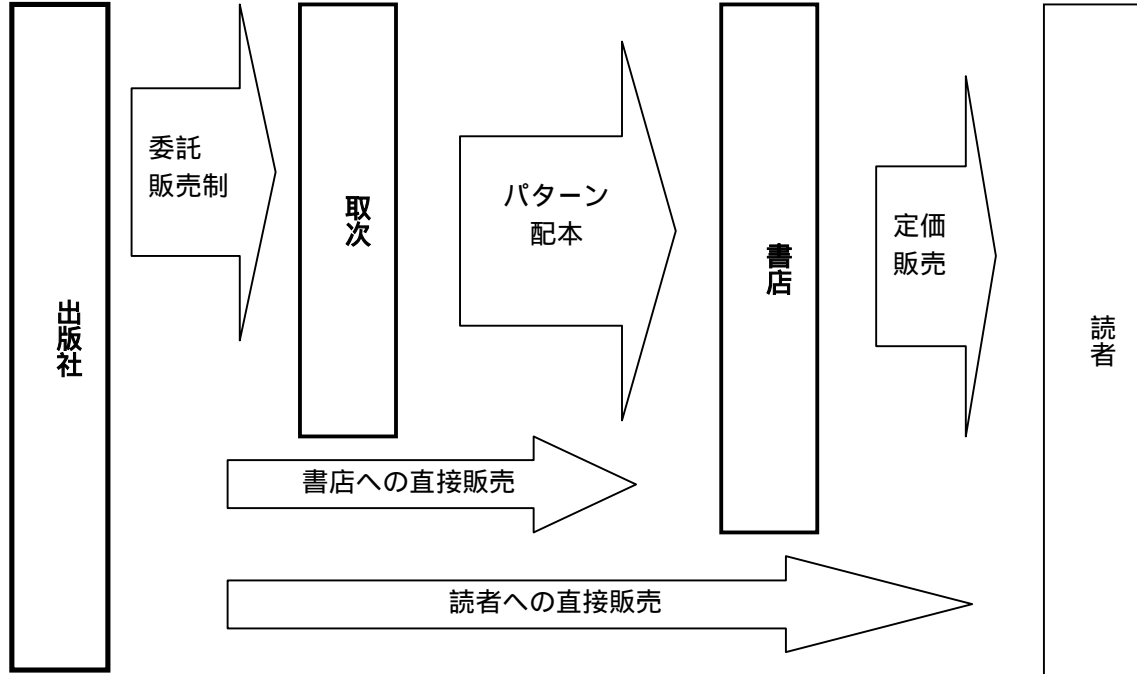 出版社
委託
販売制
取次
パターン
配本
書店
定価
販売
読者
書店への直接販売
読者への直接販売